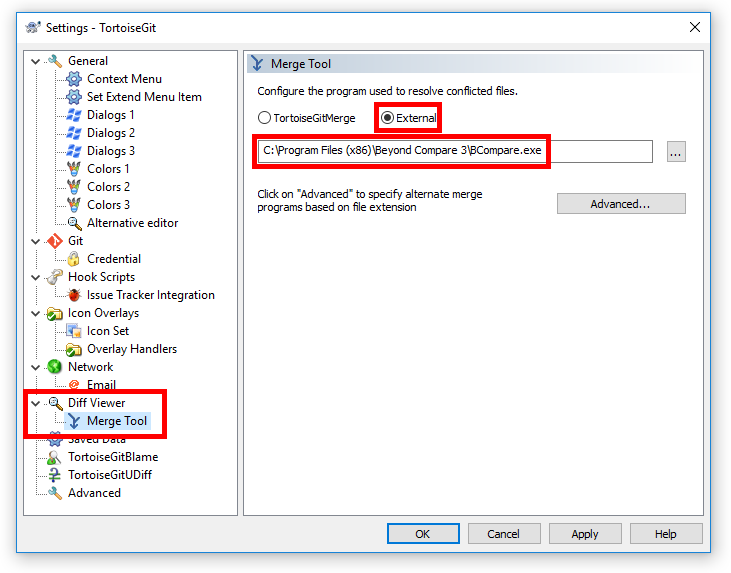 Settings - TortoiseGit
General
Context Menu
Set Extend Menu Item
Dialogs 1
Dialogs 2
Dialogs 3
Colors 1
Colors 2
Colors 3
Alternative editor
Git
Credential
Hook Scripts
Issue Tracker Integration
Icon Overlays
Icon Set
Overlay Handlers
Network
Email
Diff Viewer
Merge Tool
Saved Data
TortoiseGitBlame
TortoiseGitUDiff
Advanced
Merge Tool
Configure the program used to resolve conflicted files.
TortoiseGitMerge External
C:\Program Files (x86)\Beyond Compare 3\BCompare.exe ...
Click on "Advanced" to specify alternate merge
programs based on file extension
Advanced...
OK Cancel Apply Help